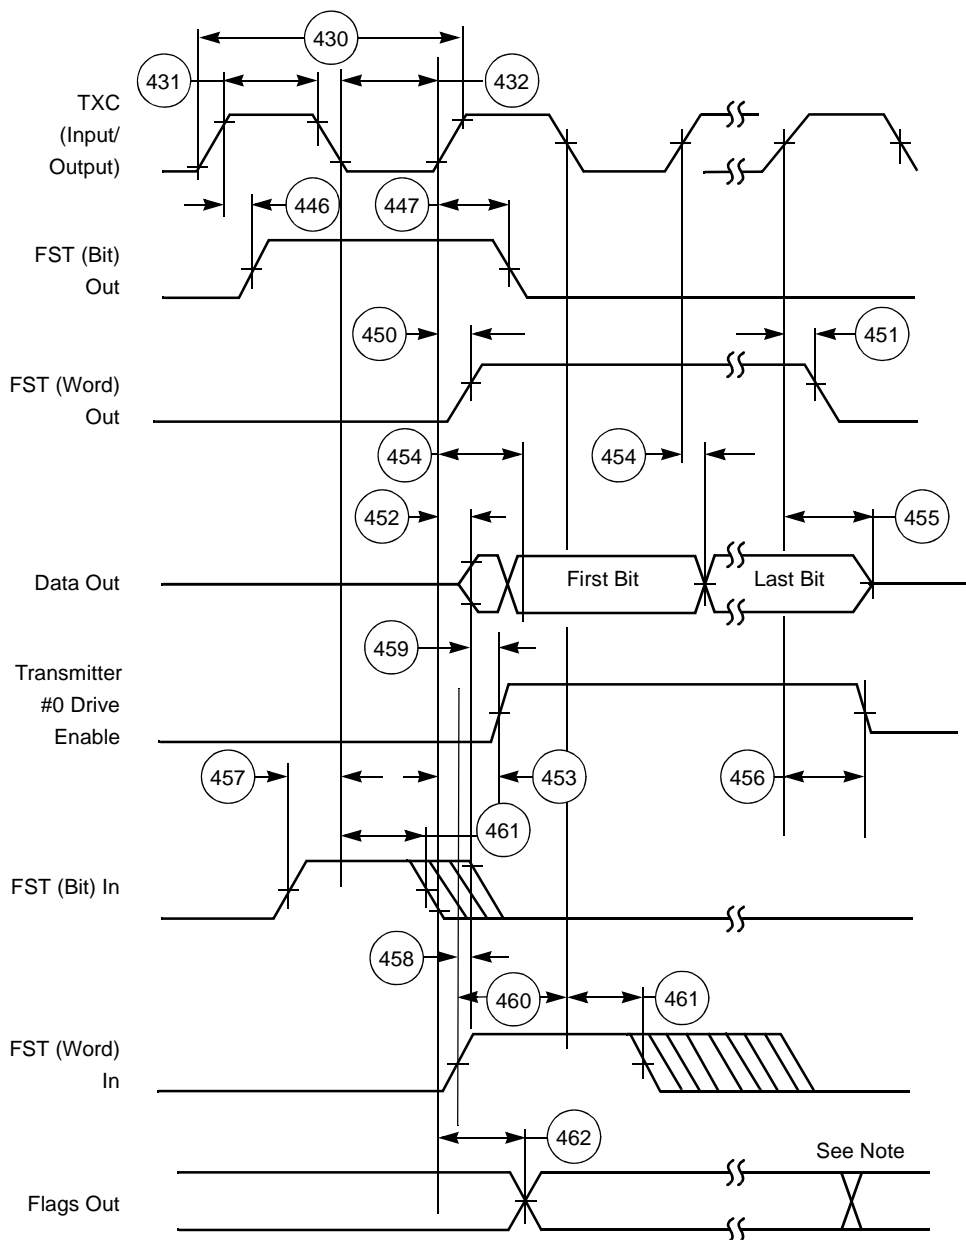 430
431
432
TXC
(Input/
Output)
446
447
FST (Bit)
Out
450
451
FST (Word)
Out
454
454
452
455
Data Out
First Bit
Last Bit
459
Transmitter
#0 Drive
Enable
457
453
456
461
FST (Bit) In
458
460
461
FST (Word)
In
462
See Note
Flags Out